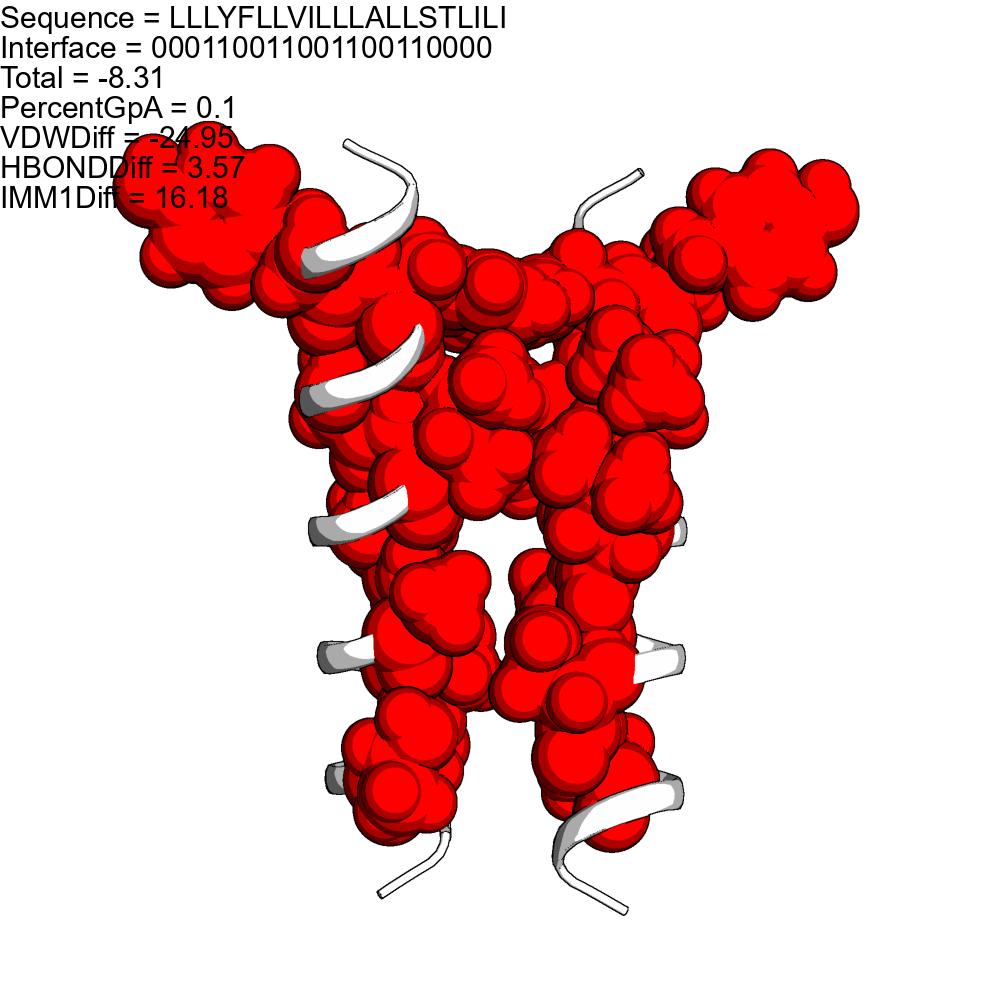 Sequence = LLLYFLLVILLLALLSTLILI
Interface = 000110011001100110000
Total = -8.31
PercentGpA = 0.1
VDWDiff = -24.95
HBONDDiff = 3.57
IMM1Diff = 16.18